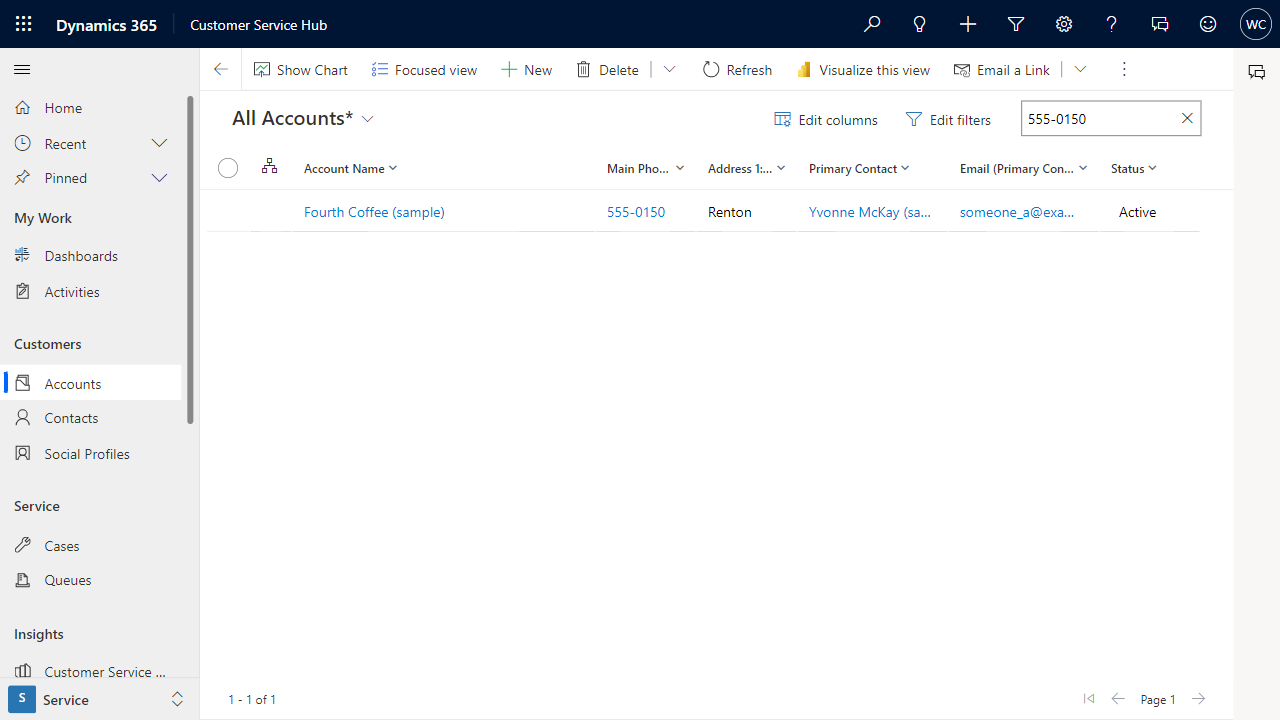 Dynamics 365
Customer Service Hub
WC
Show Chart
Focused view
New
Delete
Refresh
Visualize this view
Email a Link
Home
Recent
Pinned
My Work
Dashboards
Activities
Customers
Accounts
Contacts
Social Profiles
Service
Cases
Queues
Insights
Customer Service ...
S Service
All Accounts*
Edit columns
Edit filters
555-0150
Account Name
Main Pho...
Address 1:...
Primary Contact
Email (Primary Con...
Status
Fourth Coffee (sample)
555-0150
Renton
Yvonne McKay (sa...
someone_a@exa...
Active
1 - 1 of 1
Page 1